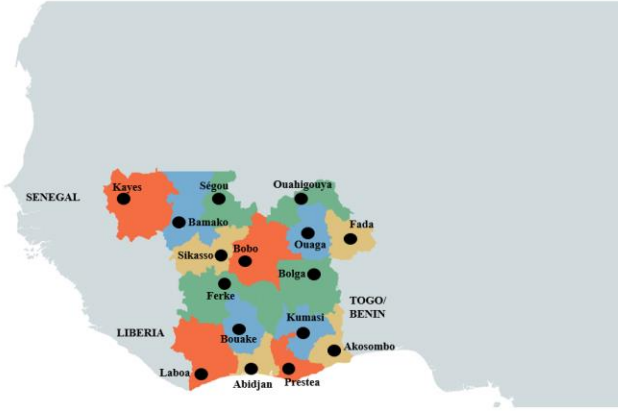 Kayes
Ségou
Ouahigouya
SENEGAL
Bamako
Fada
Ouaga
Bobo
Sikasso
Bolga
Ferke
TOGO/
BENIN
LIBERIA
Kumasi
Bouake
Akosombo
Laboa
Abidjan
Prestea